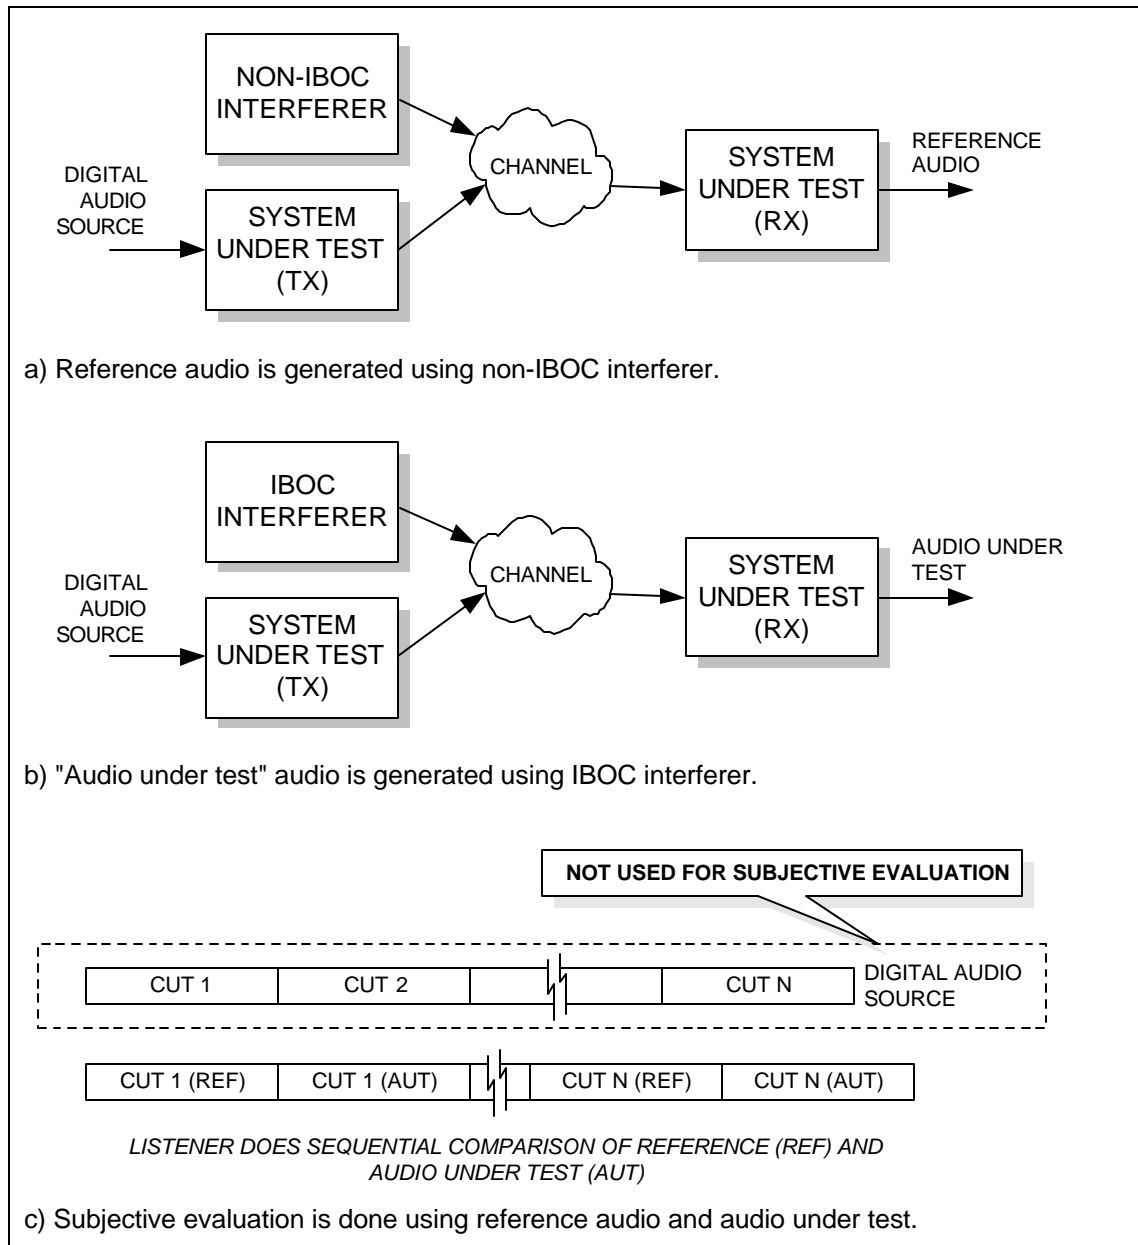 NON-IBOC
INTERFERER
DIGITAL
AUDIO
SOURCE
SYSTEM
UNDER TEST
(TX)
CHANNEL
SYSTEM
UNDER TEST
(RX)
REFERENCE
AUDIO
a) Reference audio is generated using non-IBOC interferer.
IBOC
INTERFERER
DIGITAL
AUDIO
SOURCE
SYSTEM
UNDER TEST
(TX)
CHANNEL
SYSTEM
UNDER TEST
(RX)
AUDIO UNDER
TEST
b) "Audio under test" audio is generated using IBOC interferer.
NOT USED FOR SUBJECTIVE EVALUATION
CUT 1 CUT 2 CUT N
DIGITAL AUDIO
SOURCE
CUT 1 (REF) CUT 1 (AUT) CUT N (REF) CUT N (AUT)
LISTENER DOES SEQUENTIAL COMPARISON OF REFERENCE (REF) AND
AUDIO UNDER TEST (AUT)
c) Subjective evaluation is done using reference audio and audio under test.